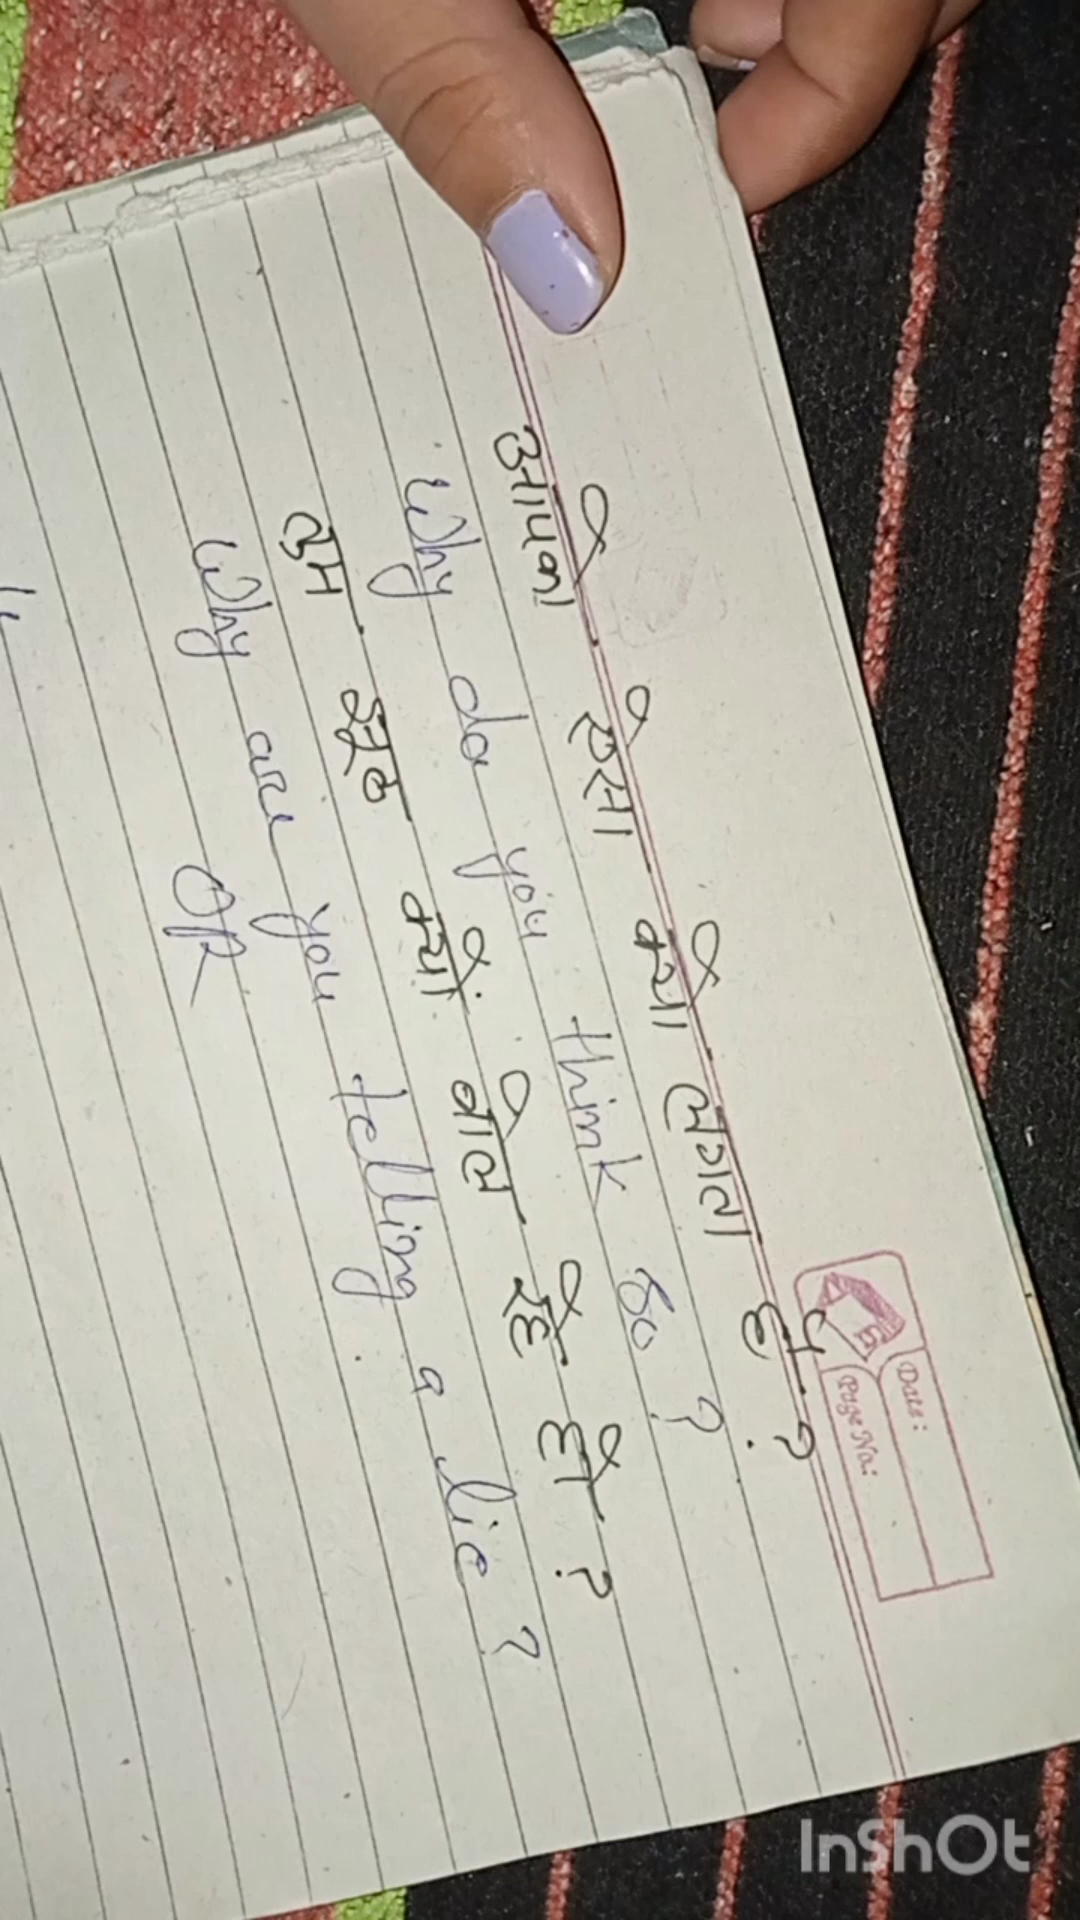 Date:
Page No:
आपको ऐसा क्यो लगता है?
Why do you think so?
तुम झूठ क्यों बोल रहे हो?
Why are you telling a lie?
OR
InShOt